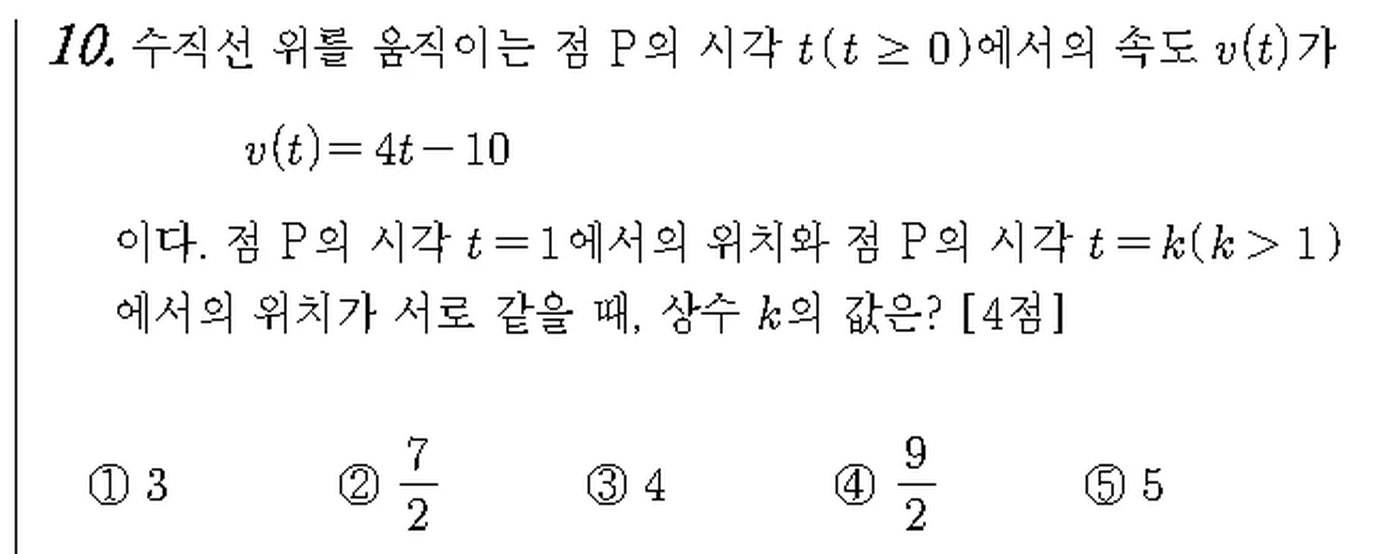 10. 수직선 위를 움직이는 점 P의 시각 t(t ≥ 0)에서의 속도 v(t)가
v(t)= 4t − 10
이다. 점 P의 시각 t = 1에서의 위치와 점 P의 시각 t = k(k > 1)
에서의 위치가 서로 같을 때, 상수 k의 값은? [4점]
① 3 ② 7/2 ③ 4 ④ 9/2 ⑤ 5